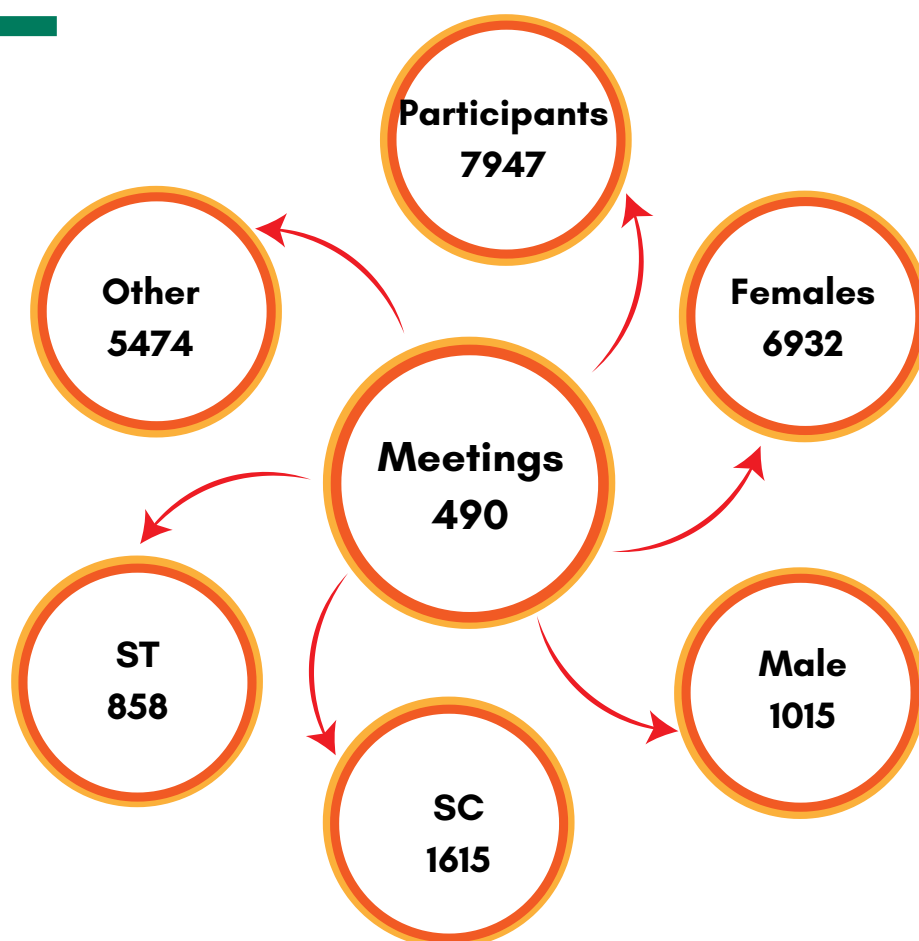 Participants
7947
Other
5474
Females
6932
Meetings
490
ST
858
Male
1015
SC
1615